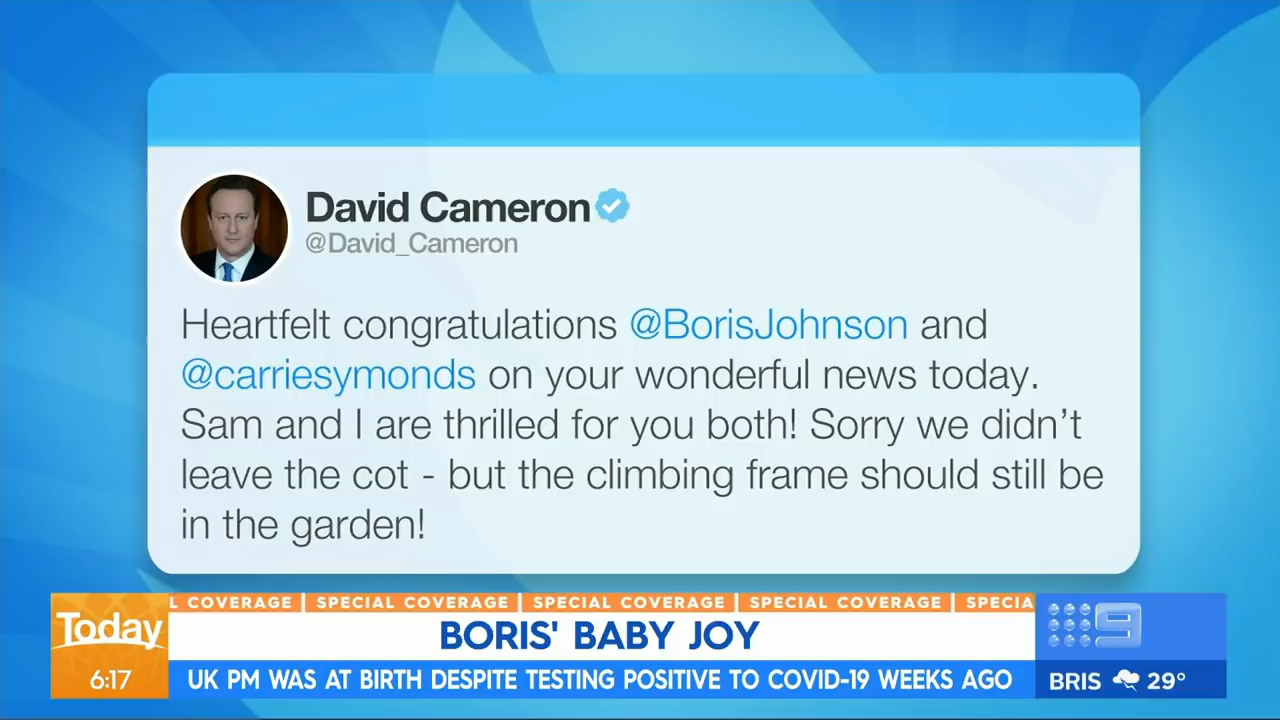 David Cameron
@David_Cameron
Heartfelt congratulations @BorisJohnson and
@carriesymonds on your wonderful news today.
Sam and I are thrilled for you both! Sorry we didn't
leave the cot - but the climbing frame should still be
in the garden!
L COVERAGE | SPECIAL COVERAGE | SPECIAL COVERAGE | SPECIAL COVERAGE | SPECIA
Today
BORIS' BABY JOY
9
6:17
UK PM WAS AT BIRTH DESPITE TESTING POSITIVE TO COVID-19 WEEKS AGO
BRIS 29°